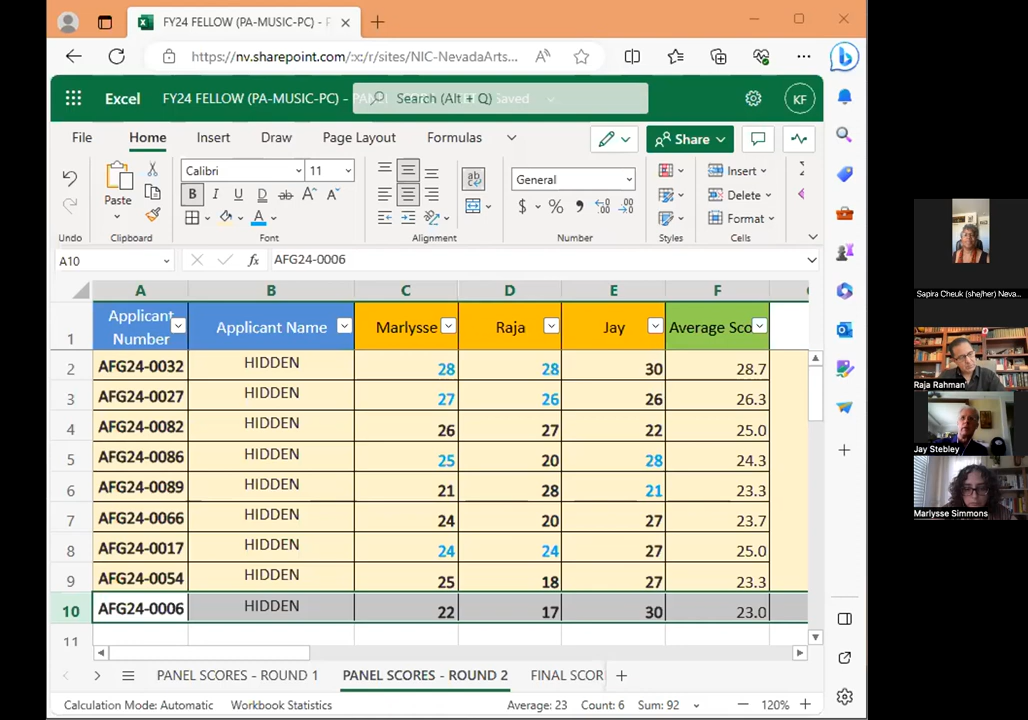 FY24 FELLOW (PA-MUSIC-PC) - F
https://nv.sharepoint.com/:x:/r/sites/NIC-NevadaArts...
Excel
FY24 FELLOW (PA-MUSIC-PC) -
Search (Alt + Q)
Saved
KF
File
Home
Insert
Draw
Page Layout
Formulas
Share
Paste
Calibri
11
General
Insert
Delete
Format
Undo
Clipboard
Font
Alignment
Number
Styles
Cells
A10
fx
AFG24-0006
A B C D E F
1 Applicant Number Applicant Name Marlysse Raja Jay Average Sco
2 AFG24-0032 HIDDEN 28 28 30 28.7
3 AFG24-0027 HIDDEN 27 26 26 26.3
4 AFG24-0082 HIDDEN 26 27 22 25.0
5 AFG24-0086 HIDDEN 25 20 28 24.3
6 AFG24-0089 HIDDEN 21 28 21 23.3
7 AFG24-0066 HIDDEN 24 20 27 23.7
8 AFG24-0017 HIDDEN 24 24 27 25.0
9 AFG24-0054 HIDDEN 25 18 27 23.3
10 AFG24-0006 HIDDEN 22 17 30 23.0
11
PANEL SCORES - ROUND 1
PANEL SCORES - ROUND 2
FINAL SCOR
Calculation Mode: Automatic
Workbook Statistics
Average: 23
Count: 6
Sum: 92
120%
Sapira Cheuk (she/her) Neva...
Raja Rahman
Jay Stebley
Marlysse Simmons